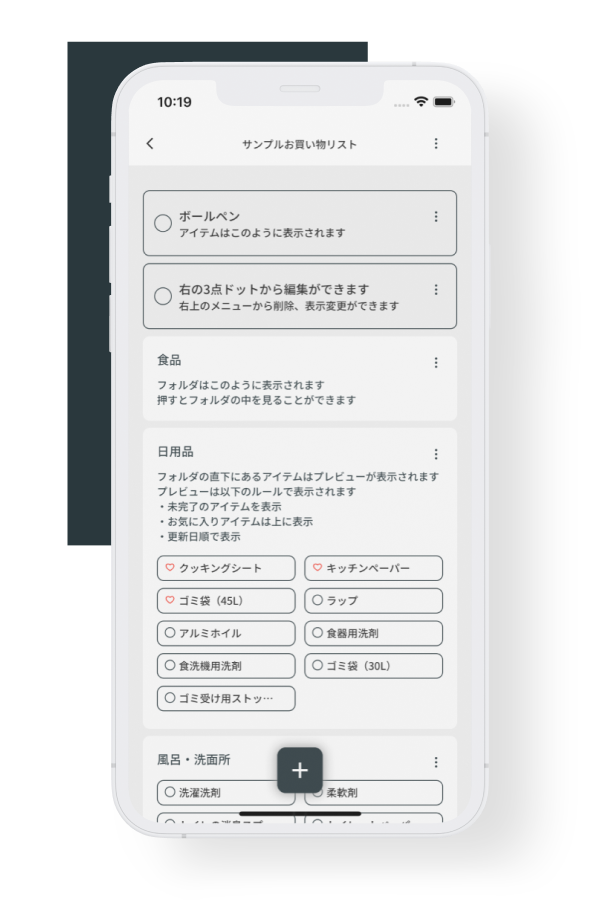 10:19
サンプルお買い物リスト
ボールペン
アイテムはこのように表示されます
右の3点ドットから編集ができます
右上のメニューから削除、表示変更ができます
食品
フォルダはこのように表示されます
押すとフォルダの中を見ることができます
日用品
フォルダの直下にあるアイテムはプレビューが表示されます
プレビューは以下のルールで表示されます
・未完了のアイテムを表示
・お気に入りアイテムは上に表示
・更新日順で表示
クッキングシート
キッチンペーパー
ゴミ袋（45L）
ラップ
アルミホイル
食器用洗剤
食洗機用洗剤
ゴミ袋（30L）
ゴミ受け用ストッ…
風呂・洗面所
洗濯洗剤
柔軟剤